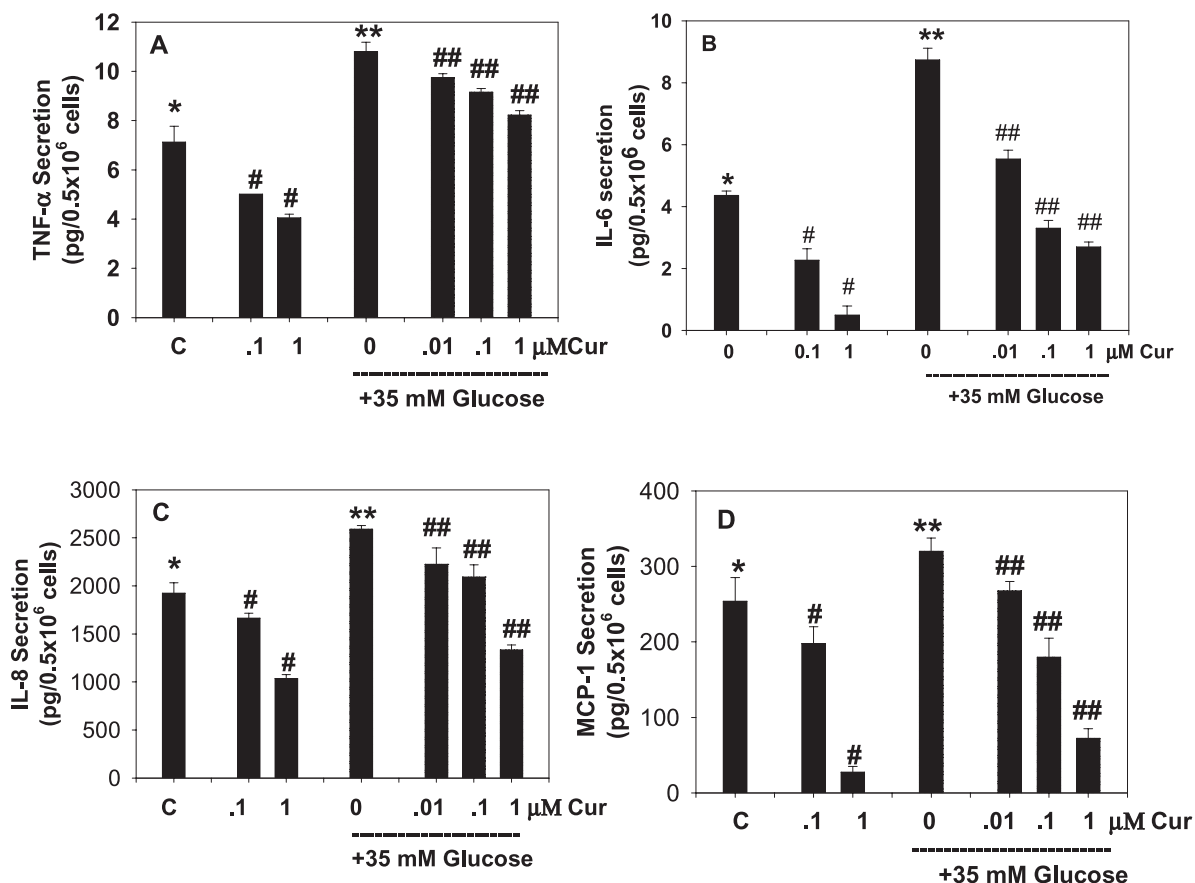 A
TNF-α Secretion
(pg/0.5x10⁶ cells)
12
10
8
6
4
2
0
*
#
#
**
##
##
##
C .1 1 0 .01 .1 1 μMCur
+35 mM Glucose
B
IL-6 secretion
(pg/0.5x10⁶ cells)
10
8
6
4
2
0
*
#
#
**
##
##
##
0 0.1 1 0 .01 .1 1 μM Cur
+35 mM Glucose
C
IL-8 Secretion
(pg/0.5x10⁶ cells)
3000
2500
2000
1500
1000
500
0
*
#
#
**
##
##
##
C .1 1 0 .01 .1 1 μM Cur
+35 mM Glucose
D
MCP-1 Secretion
(pg/0.5x10⁶ cells)
400
300
200
100
0
*
#
#
**
##
##
##
C .1 1 0 .01 .1 1 μM Cur
+35 mM Glucose